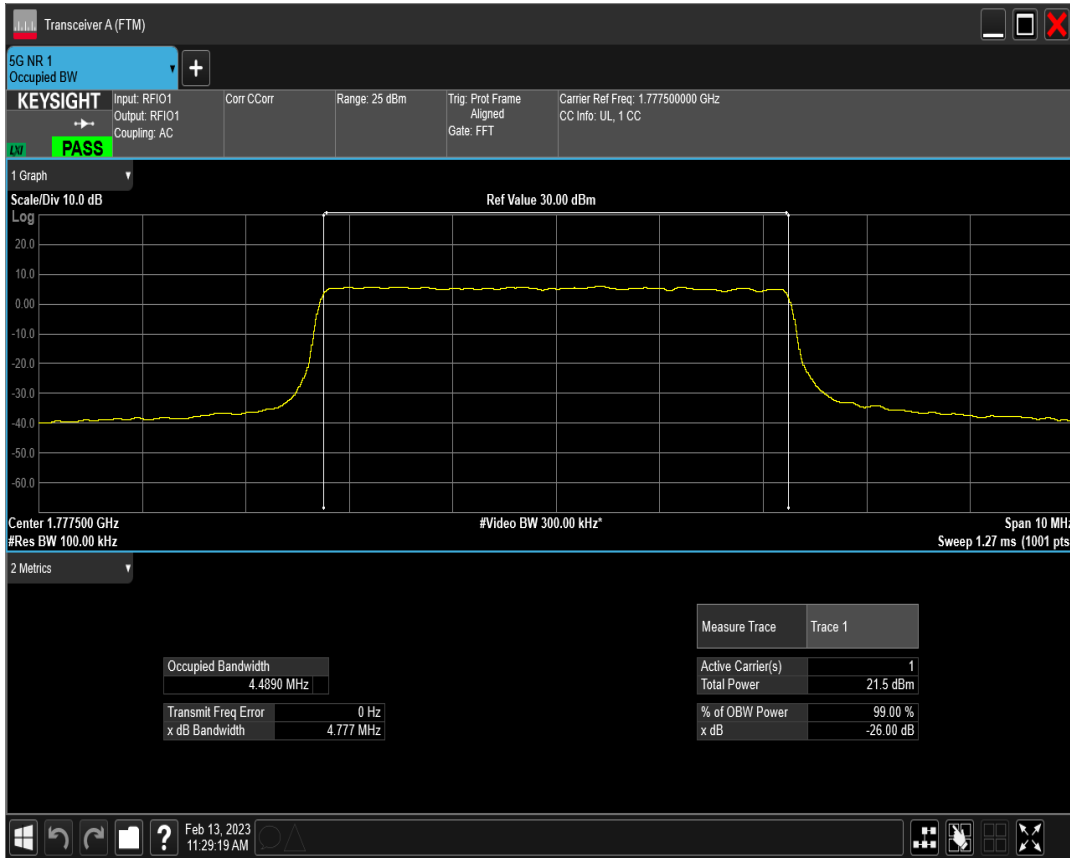 Transceiver A (FTM)
5G NR 1
Occupied BW
+
KEYSIGHT
LXI
PASS
Input: RFIO1
Output: RFIO1
Coupling: AC
Corr CCorr
Range: 25 dBm
Trig: Prot Frame
Aligned
Gate: FFT
Carrier Ref Freq: 1.777500000 GHz
CC Info: UL, 1 CC
1 Graph
Scale/Div 10.0 dB
Ref Value 30.00 dBm
Log
20.0
10.0
0.00
-10.0
-20.0
-30.0
-40.0
-50.0
-60.0
Center 1.777500 GHz
#Video BW 300.00 kHz*
Span 10 MHz
#Res BW 100.00 kHz
Sweep 1.27 ms (1001 pts
2 Metrics
Measure Trace Trace 1
Occupied Bandwidth
4.4890 MHz
Active Carrier(s) 1
Total Power 21.5 dBm
Transmit Freq Error 0 Hz
x dB Bandwidth 4.777 MHz
% of OBW Power 99.00 %
x dB -26.00 dB
?
Feb 13, 2023
11:29:19 AM